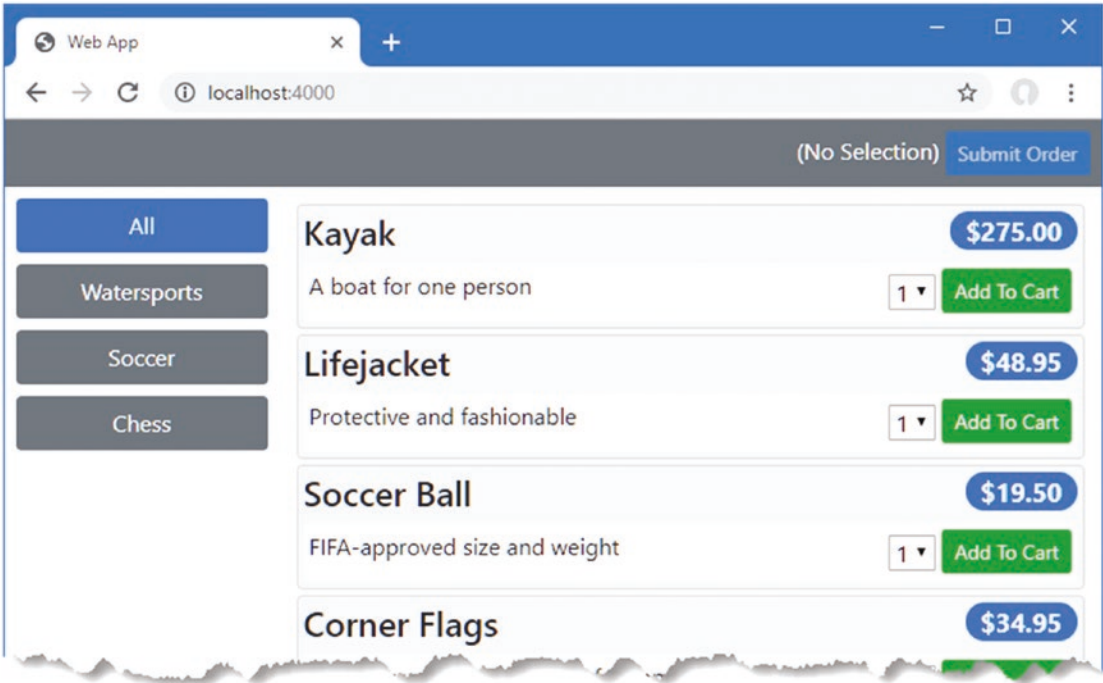 Web App
localhost:4000
(No Selection) Submit Order
All
Watersports
Soccer
Chess
Kayak $275.00
A boat for one person 1 Add To Cart
Lifejacket $48.95
Protective and fashionable 1 Add To Cart
Soccer Ball $19.50
FIFA-approved size and weight 1 Add To Cart
Corner Flags $34.95